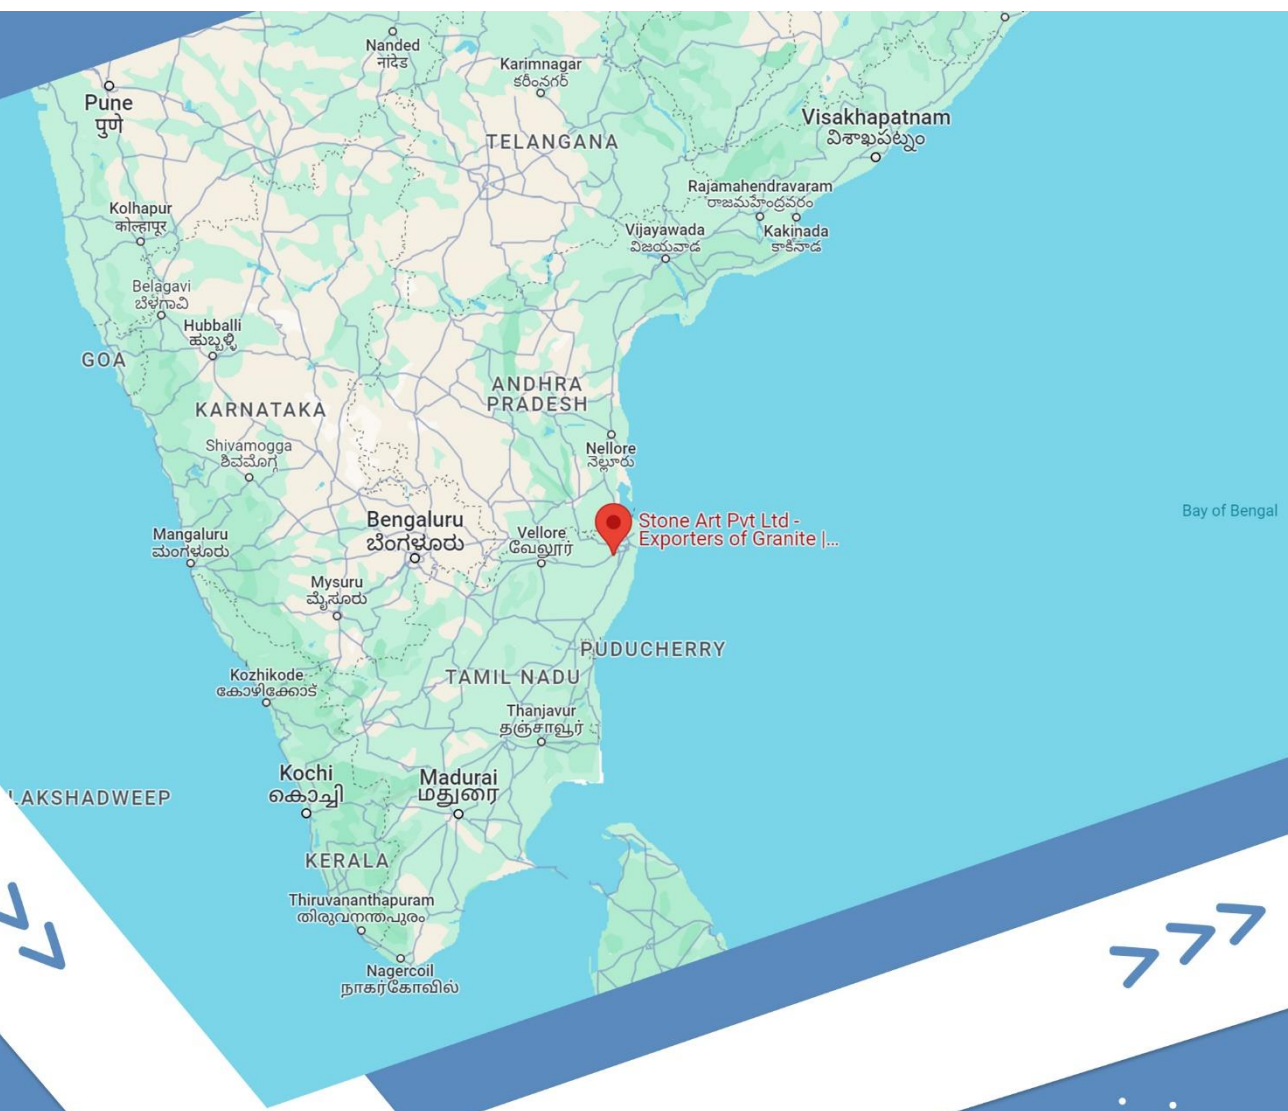 Nanded
नांदेड
Karimnagar
కరీంనగర్
Pune
पुणे
TELANGANA
Visakhapatnam
విశాఖపట్నం
Rajamahendravaram
రాజమహేంద్రవరం
Kolhapur
कोल्हापूर
Vijayawada
విజయవాడ
Kakinada
కాకినాడ
Belagavi
ಬೆಳಗಾವಿ
Hubballi
ಹುಬ್ಬಳ್ಳಿ
GOA
ANDHRA
PRADESH
KARNATAKA
Shivamogga
ಶಿವಮೊಗ್ಗ
Nellore
నెల్లూరు
Bengaluru
ಬೆಂಗಳೂರು
Mangaluru
ಮಂಗಳೂರು
Vellore
வேலூர்
Stone Art Pvt Ltd -
Exporters of Granite |...
Bay of Bengal
Mysuru
ಮೈಸೂರು
PUDUCHERRY
Kozhikode
കോഴിക്കോട്
TAMIL NADU
Thanjavur
தஞ்சாவூர்
Kochi
കൊച്ചി
Madurai
மதுரை
LAKSHADWEEP
KERALA
Thiruvananthapuram
തിരുവനന്തപുരം
Nagercoil
நாகர்கோவில்